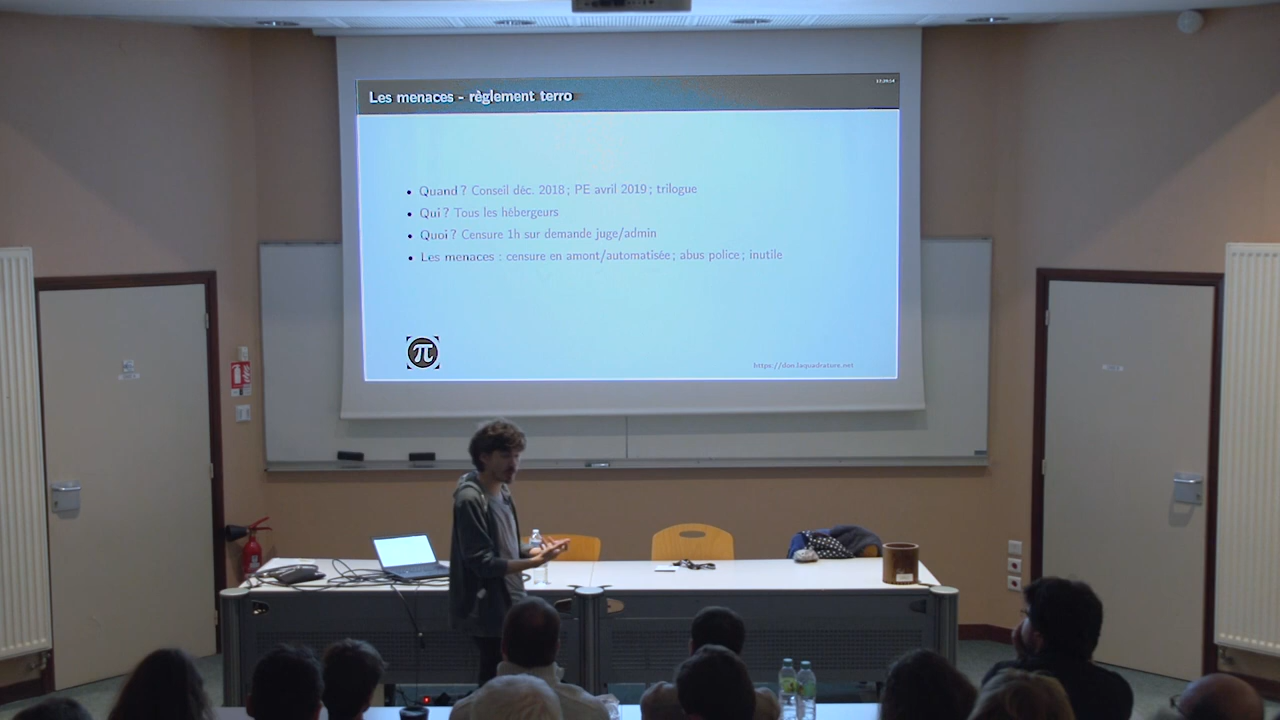 Les menaces - règlement terro
• Quand ? Conseil déc. 2018 ; PE avril 2019 ; trilogue
• Qui ? Tous les hébergeurs
• Quoi ? Censure 1h sur demande juge/admin
• Les menaces : censure en amont/automatisée ; abus police ; inutile
π
https://don.laquadrature.net